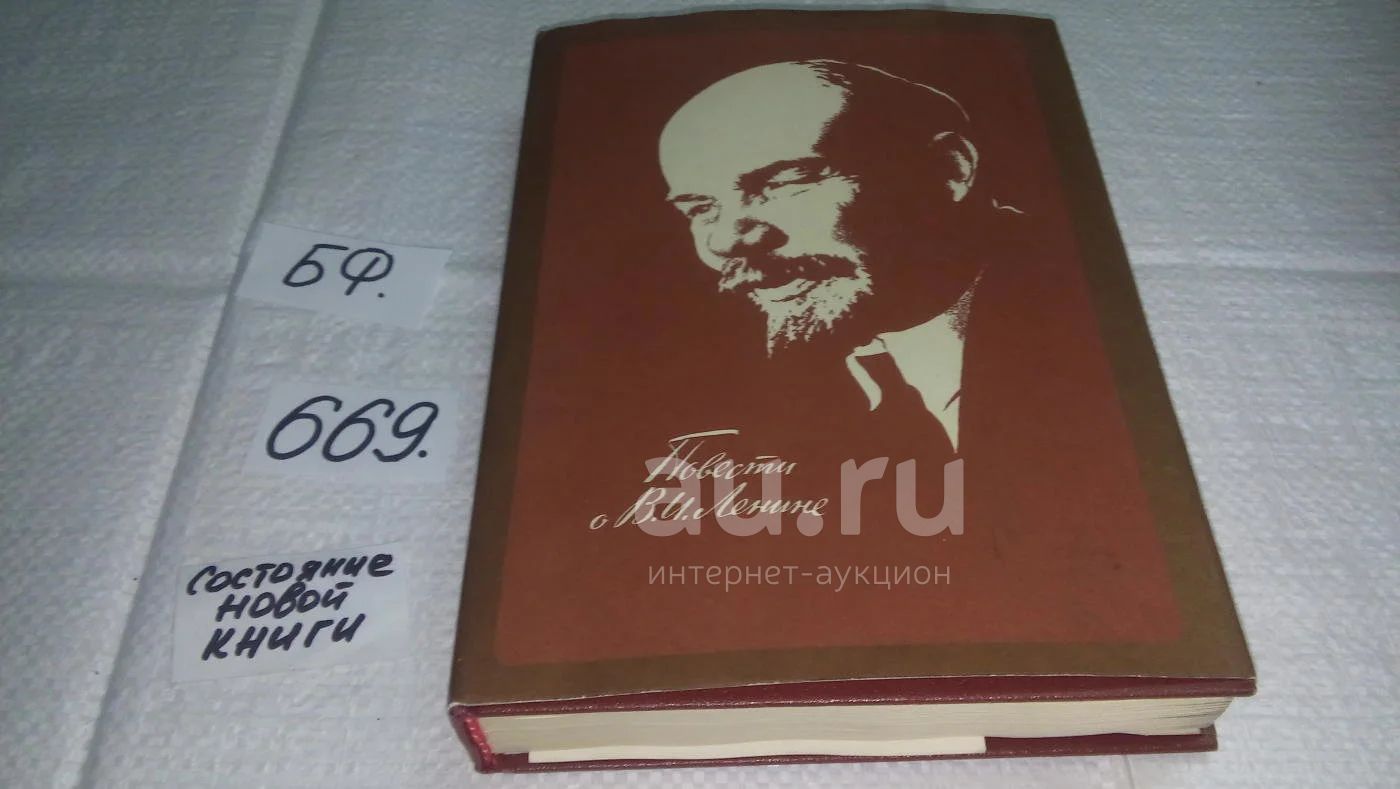 БФ.
669.
состояние
новой
книги
Повести
о В.И. Ленине
au.ru
интернет-аукцион